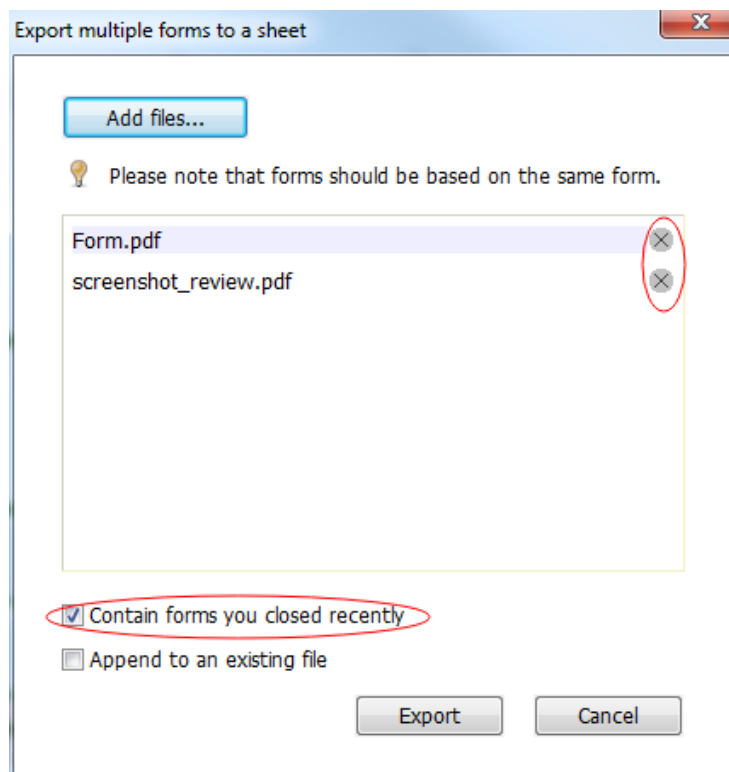 Export multiple forms to a sheet
Add files...
Please note that forms should be based on the same form.
Form.pdf
screenshot_review.pdf
Contain forms you closed recently
Append to an existing file
Export Cancel